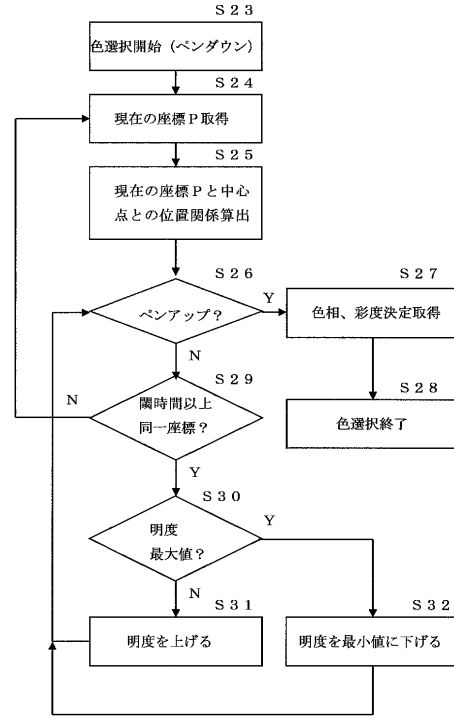 S23
色選択開始（ペンダウン）
S24
現在の座標P取得
S25
現在の座標Pと中心
点との位置関係算出
S26
ペンアップ？
Y
S27
色相、彩度決定取得
N
S28
色選択終了
S29
閾時間以上
同一座標？
N
Y
S30
明度
最大値？
Y
N
S31
明度を上げる
S32
明度を最小値に下げる